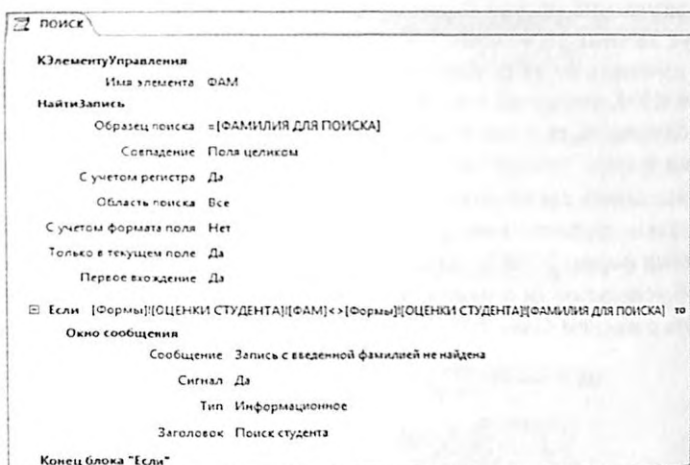 ПОИСК
КЭлементуУправления
Имя элемента ФАМ
НайтиЗапись
Образец поиска =[ФАМИЛИЯ ДЛЯ ПОИСКА]
Совпадение Поля целиком
С учетом регистра Да
Область поиска Все
С учетом формата поля Нет
Только в текущем поле Да
Первое вхождение Да
Если [Формы]![ОЦЕНКИ СТУДЕНТА]![ФАМ]<>[Формы]![ОЦЕНКИ СТУДЕНТА]![ФАМИЛИЯ ДЛЯ ПОИСКА] то
Окно сообщения
Сообщение Запись с введенной фамилией не найдена
Сигнал Да
Тип Информационное
Заголовок Поиск студента
Конец блока "Если"